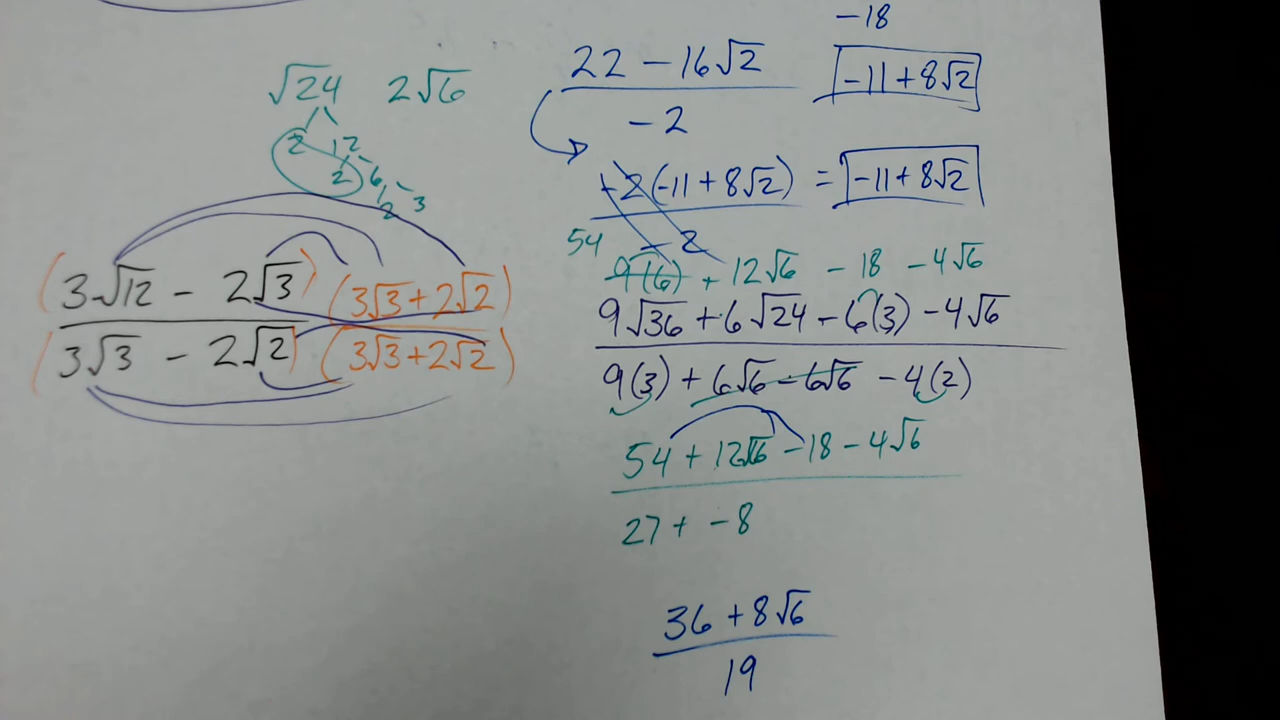 √24 2√6
2 12
2 6
2 3
(3√12 - 2√3) (3√3 + 2√2)
(3√3 - 2√2) (3√3 + 2√2)
-18
22 - 16√2
-2
-11 + 8√2
-2(-11 + 8√2) = -11 + 8√2
-2
54
9(6) + 12√6 - 18 - 4√6
9√36 + 6√24 - 6(3) - 4√6
9(3) + 6√6 - 6√6 - 4(2)
54 + 12√6 - 18 - 4√6
27 + -8
36 + 8√6
19